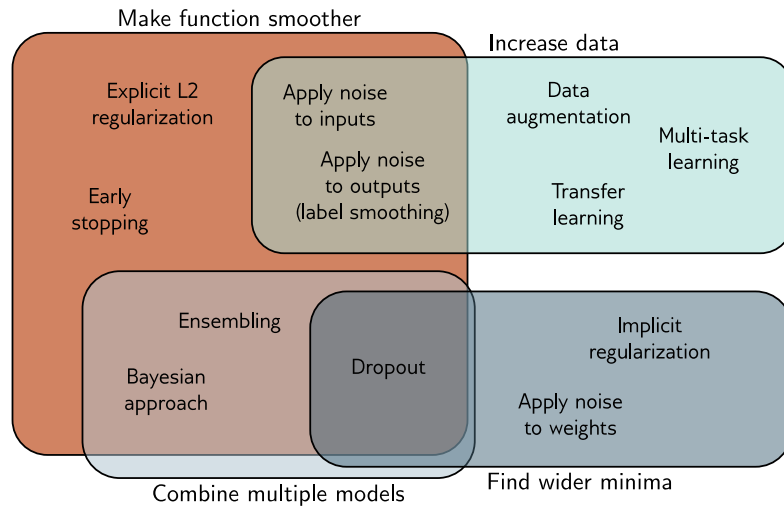 Make function smoother
Increase data
Explicit L2
regularization
Apply noise
to inputs
Data
augmentation
Multi-task
learning
Apply noise
to outputs
(label smoothing)
Early
stopping
Transfer
learning
Ensembling
Implicit
regularization
Bayesian
approach
Dropout
Apply noise
to weights
Combine multiple models
Find wider minima